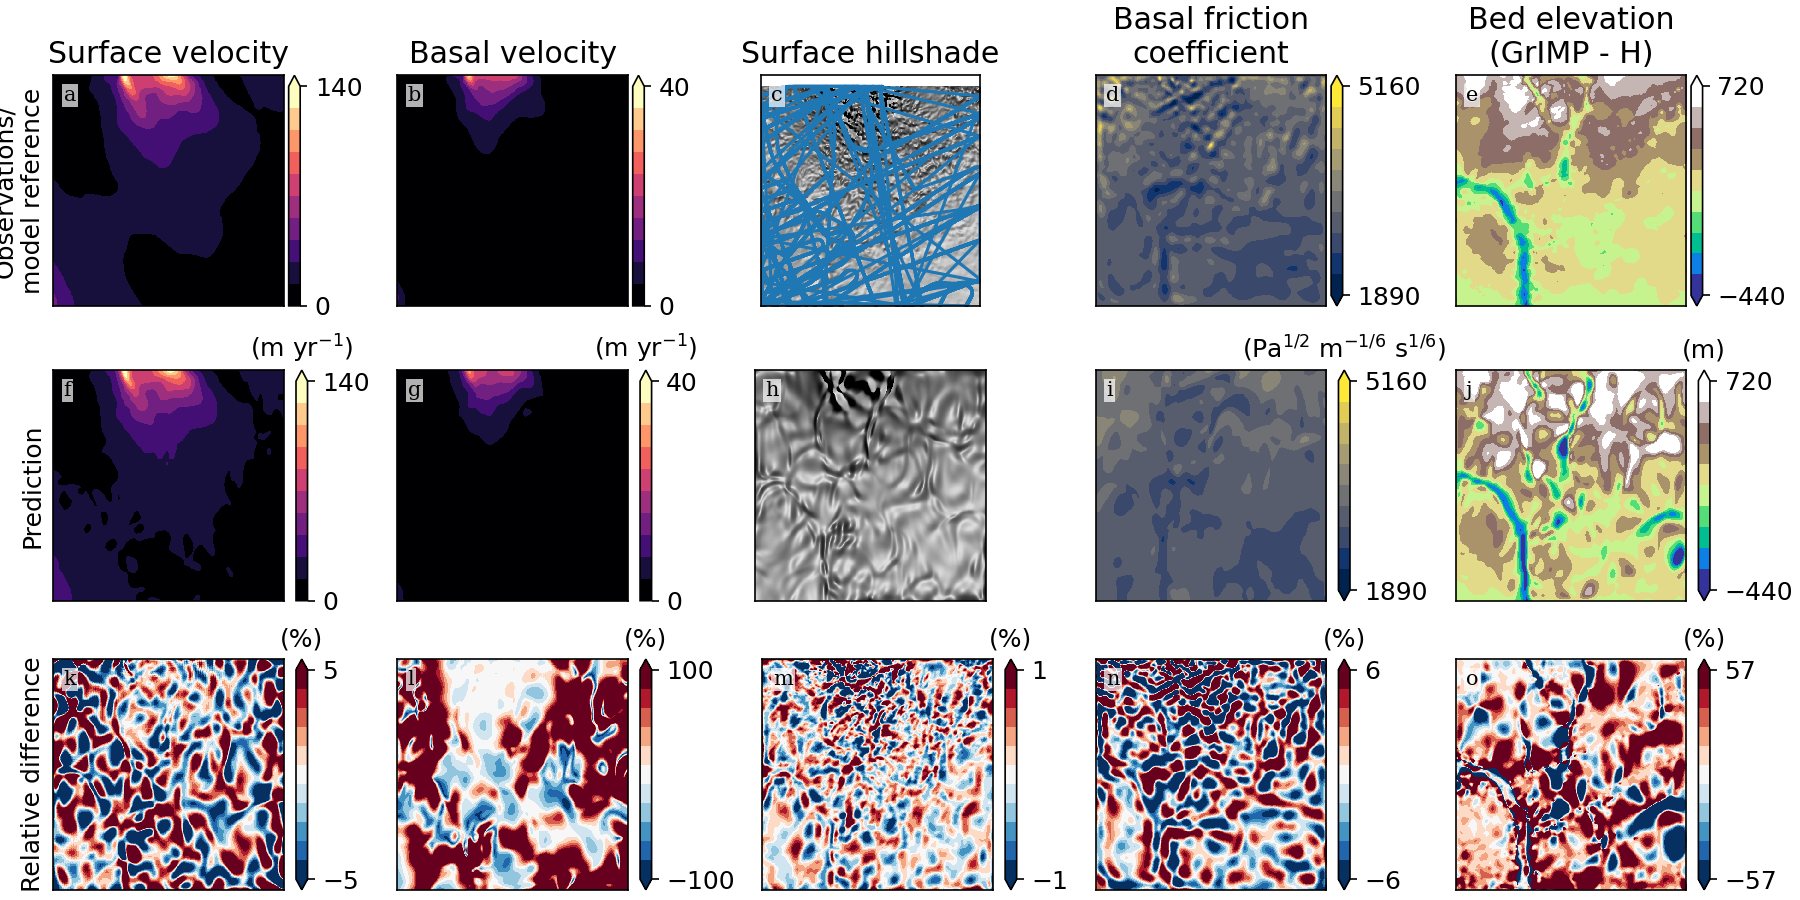 Surface velocity
Basal velocity
Surface hillshade
Basal friction
coefficient
Bed elevation
(GrIMP - H)
Observations/
model reference
a
140
0
b
40
0
c
d
5160
1890
e
720
−440
(m yr⁻¹)
(m yr⁻¹)
(Pa¹/² m⁻¹/⁶ s¹/⁶)
(m)
Prediction
f
140
0
g
40
0
h
i
5160
1890
j
720
−440
(%)
(%)
(%)
(%)
(%)
Relative difference
k
5
−5
l
100
−100
m
1
−1
n
6
−6
o
57
−57